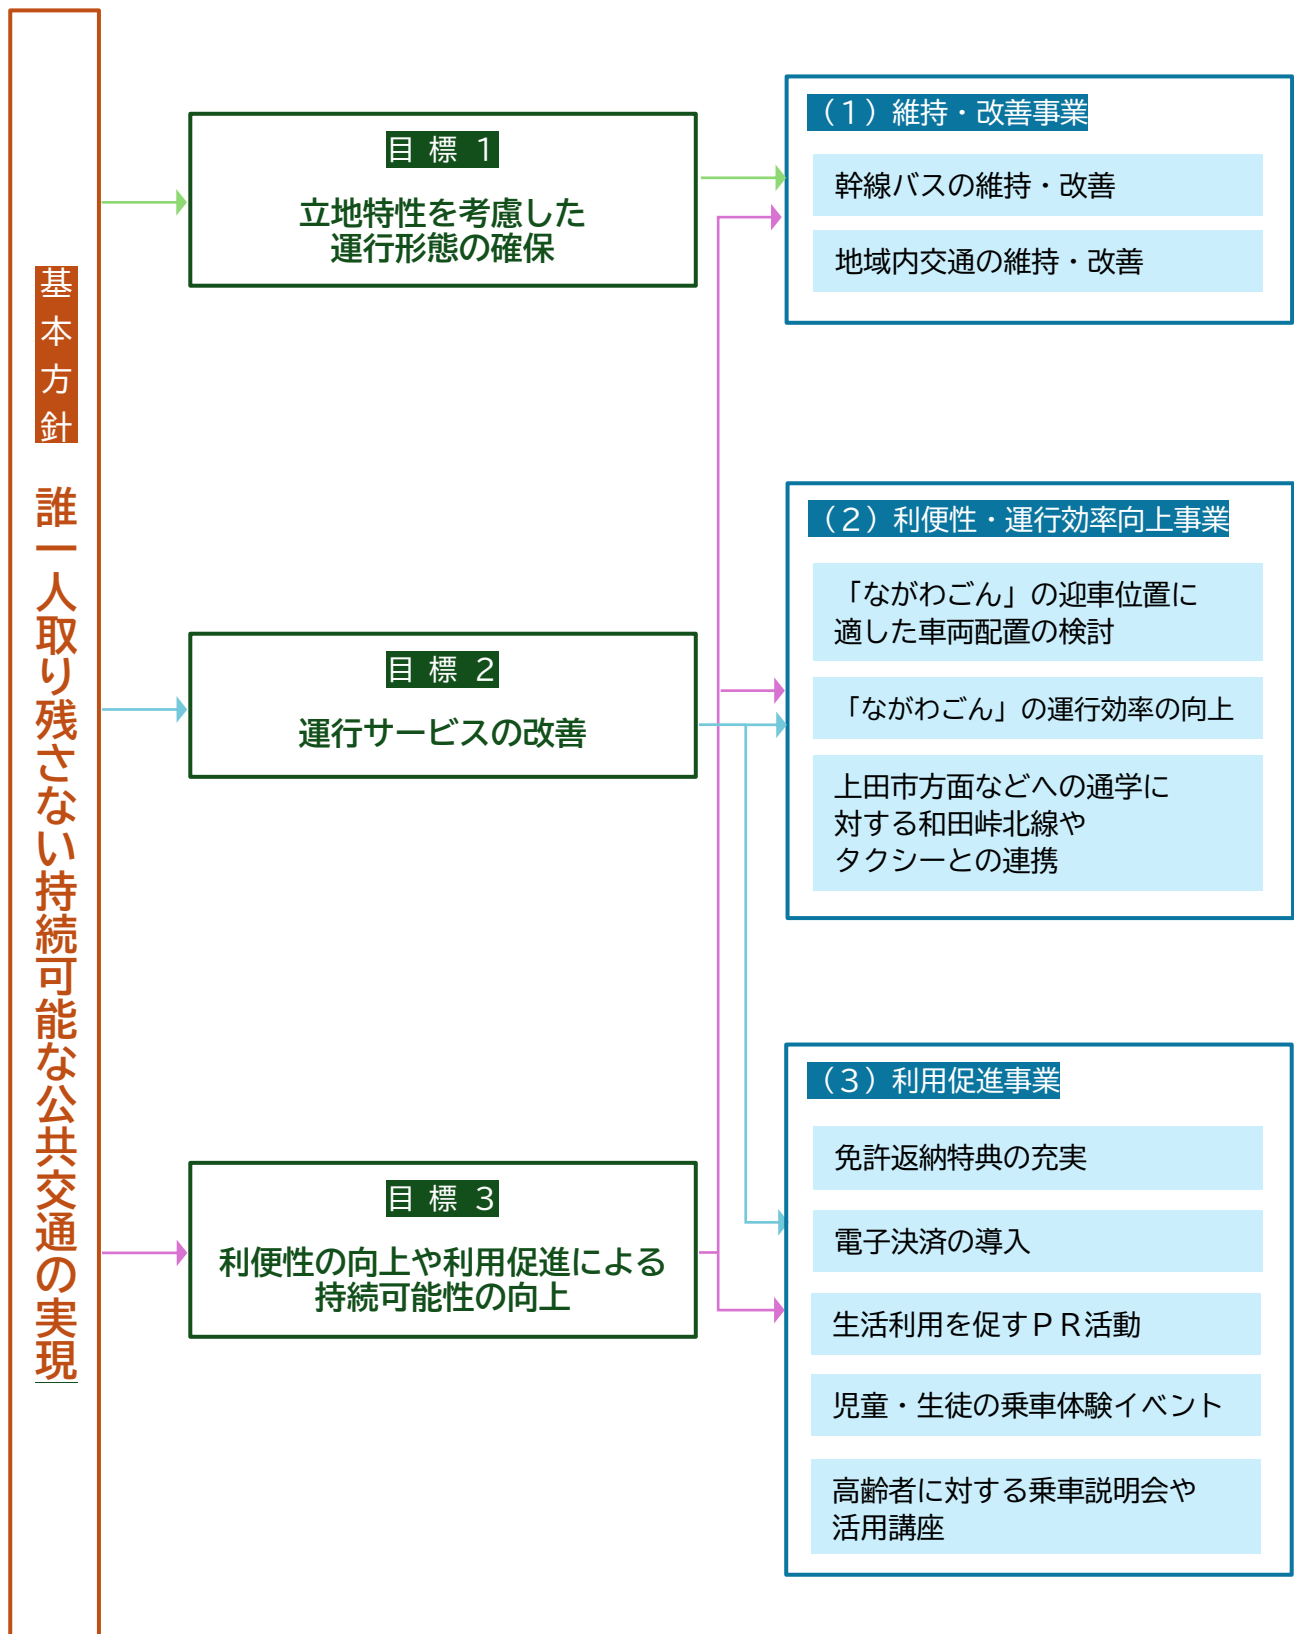 基本方針　誰一人取り残さない持続可能な公共交通の実現
目 標 １
立地特性を考慮した
運行形態の確保
（１）維持・改善事業
幹線バスの維持・改善
地域内交通の維持・改善
目 標 ２
運行サービスの改善
（２）利便性・運行効率向上事業
「ながわごん」の迎車位置に
適した車両配置の検討
「ながわごん」の運行効率の向上
上田市方面などへの通学に
対する和田峠北線や
タクシーとの連携
目 標 ３
利便性の向上や利用促進による
持続可能性の向上
（３）利用促進事業
免許返納特典の充実
電子決済の導入
生活利用を促すＰＲ活動
児童・生徒の乗車体験イベント
高齢者に対する乗車説明会や
活用講座